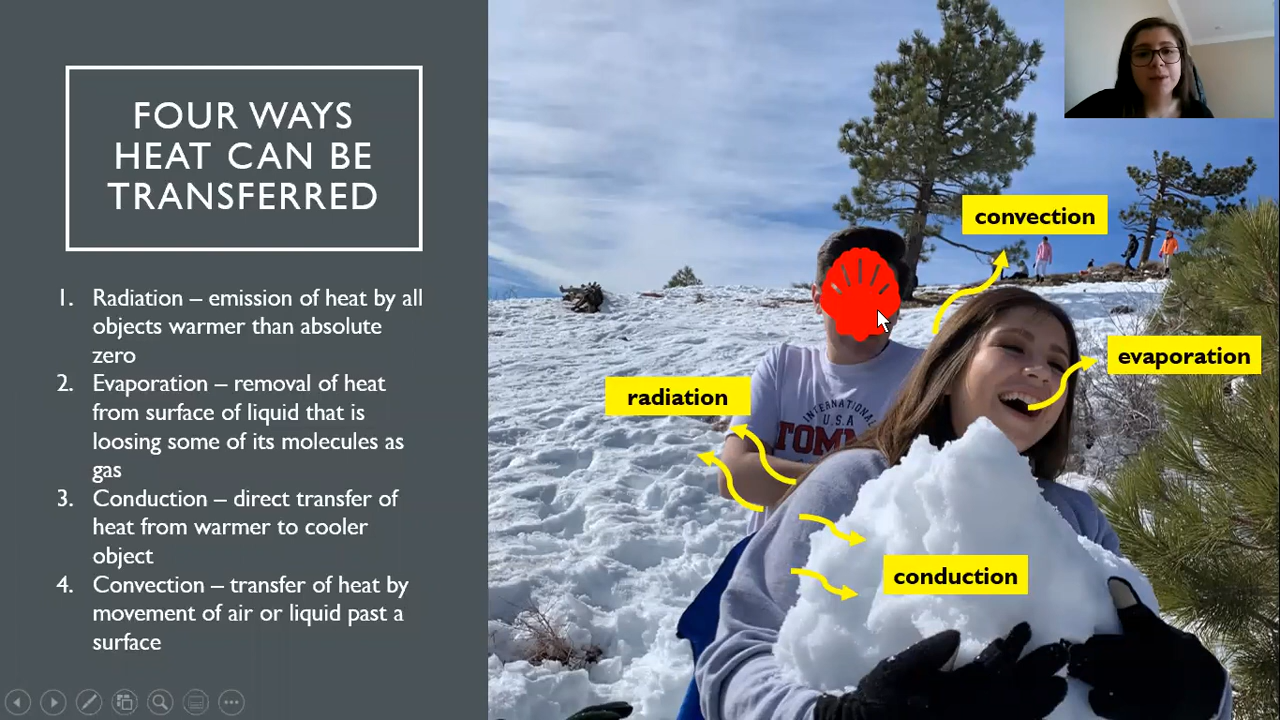 FOUR WAYS
HEAT CAN BE
TRANSFERRED
1. Radiation – emission of heat by all
objects warmer than absolute
zero
2. Evaporation – removal of heat
from surface of liquid that is
loosing some of its molecules as
gas
3. Conduction – direct transfer of
heat from warmer to cooler
object
4. Convection – transfer of heat by
movement of air or liquid past a
surface
convection
evaporation
radiation
INTERNATIONAL
U.S.A
TOMM
conduction